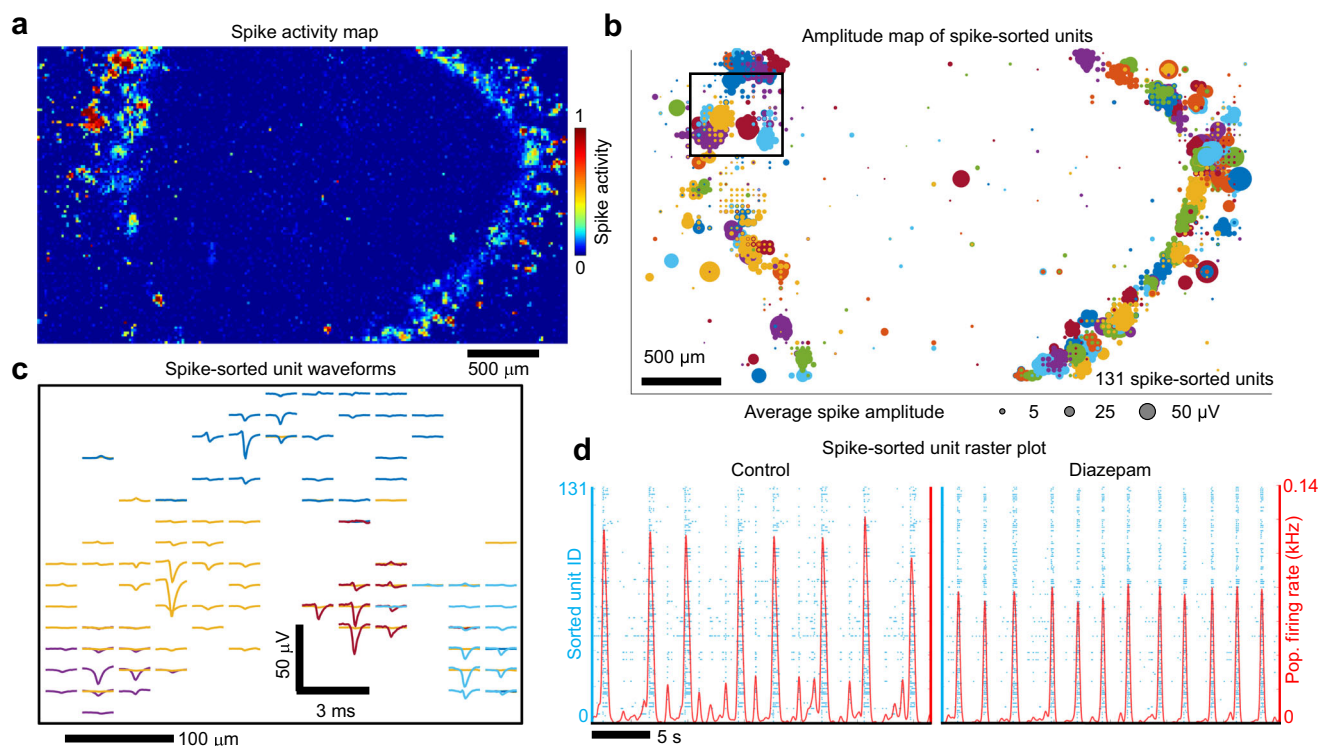 a
Spike activity map
1
Spike activity
0
500 μm
b
Amplitude map of spike-sorted units
500 μm
131 spike-sorted units
Average spike amplitude 5 25 50 μV
c
Spike-sorted unit waveforms
50 μV
3 ms
100 μm
d
Spike-sorted unit raster plot
Control
Diazepam
131
Sorted unit ID
0
0.14
Pop. firing rate (kHz)
0
5 s